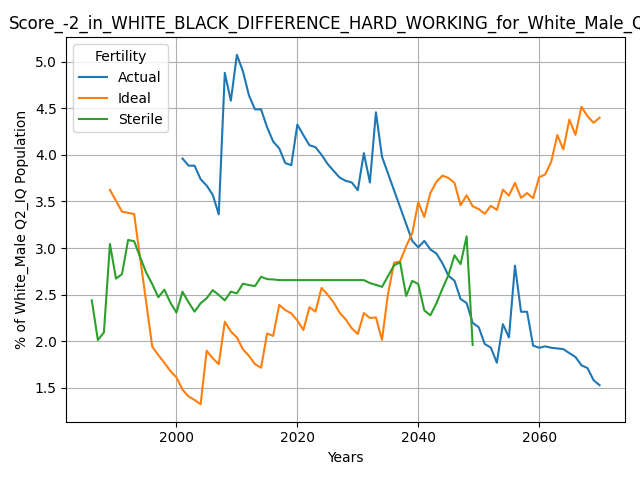 Score_-2_in_WHITE_BLACK_DIFFERENCE_HARD_WORKING_for_White_Male_
Fertility
Actual
Ideal
Sterile
5.0
4.5
4.0
3.5
3.0
2.5
2.0
1.5
% of White_Male Q2_IQ Population
2000
2020
2040
2060
Years